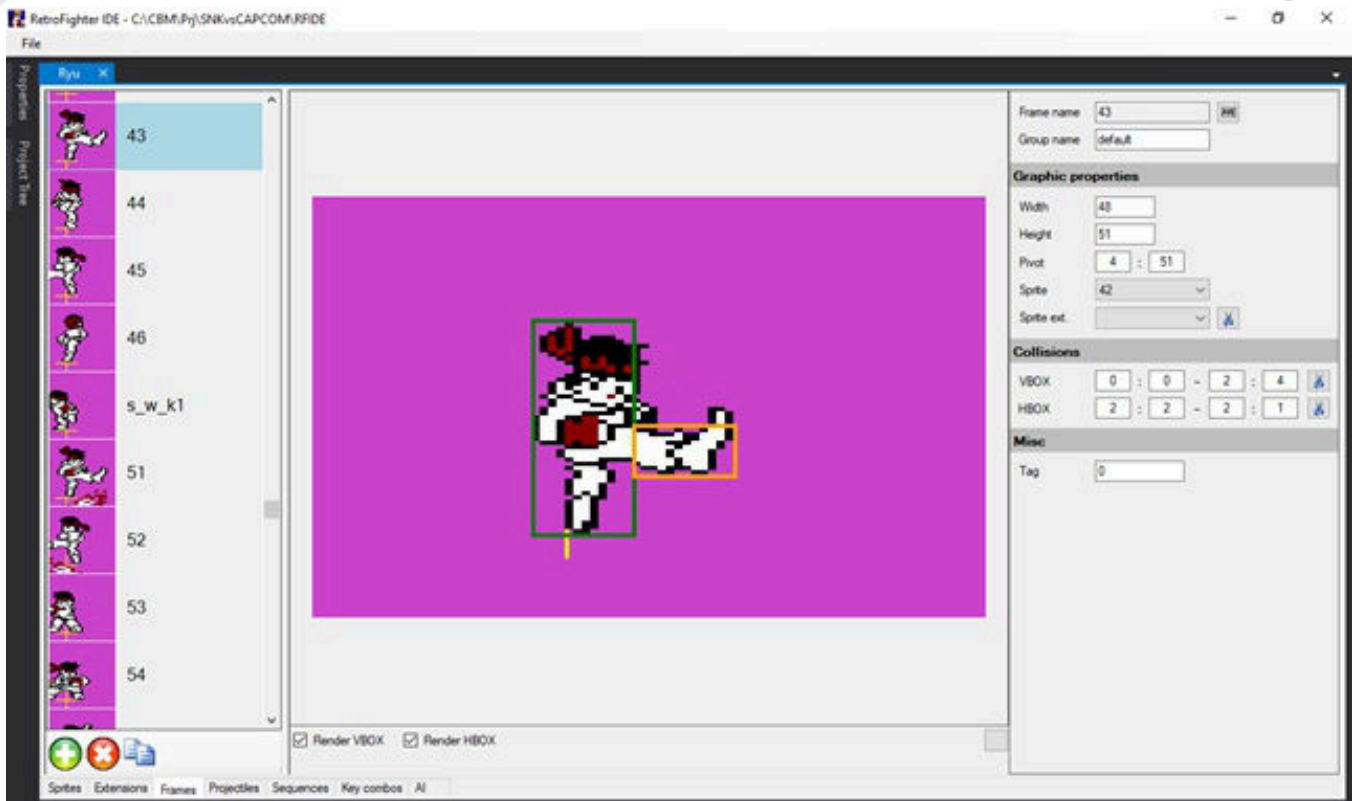 RetroFighter IDE - C:\CBM\Prj\SNKvsCAPCOM\RFIDE
File
Properties
Project Tree
Ryu
43
44
45
46
s_w_k1
51
52
53
54
Render VBOX Render HBOX
Sprites Extensions Frames Projectiles Sequences Key combos AI
Frame name 43
Group name default
Graphic properties
Width 48
Height 51
Pivot 4 : 51
Sprite 42
Sprite ext.
Collisions
VBOX 0 : 0 - 2 : 4
HBOX 2 : 2 - 2 : 1
Misc
Tag 0